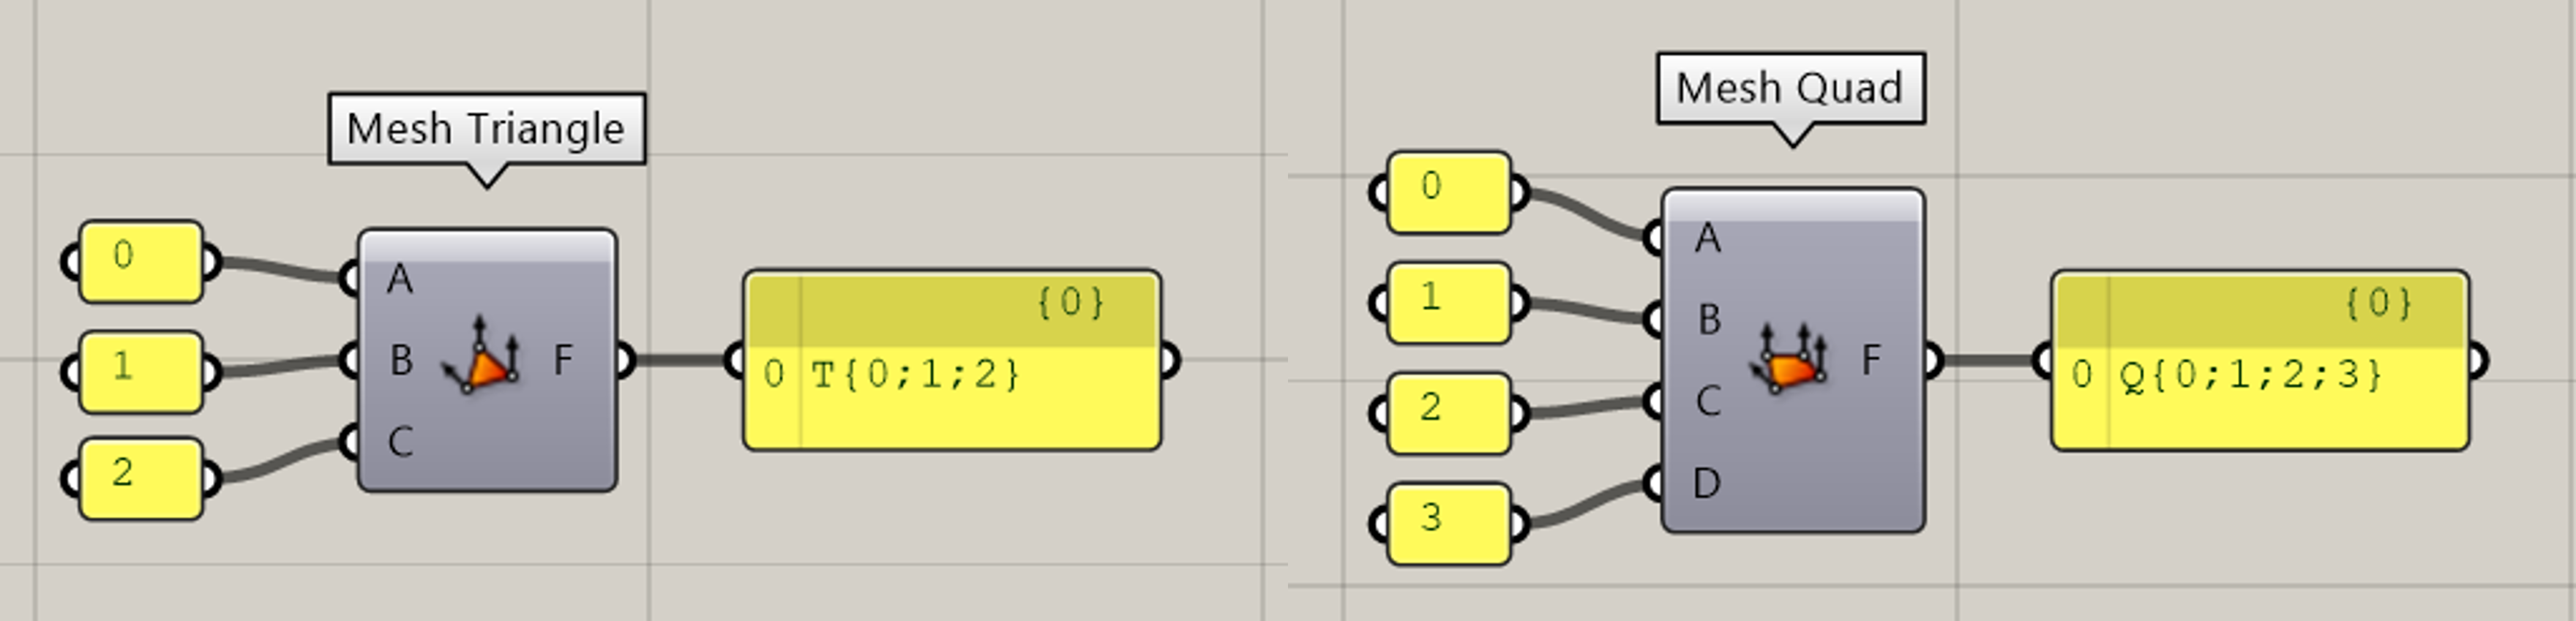 Mesh Triangle
0
1
2
A
B
C
F
{0}
0 T{0;1;2}
Mesh Quad
0
1
2
3
A
B
C
D
F
{0}
0 Q{0;1;2;3}